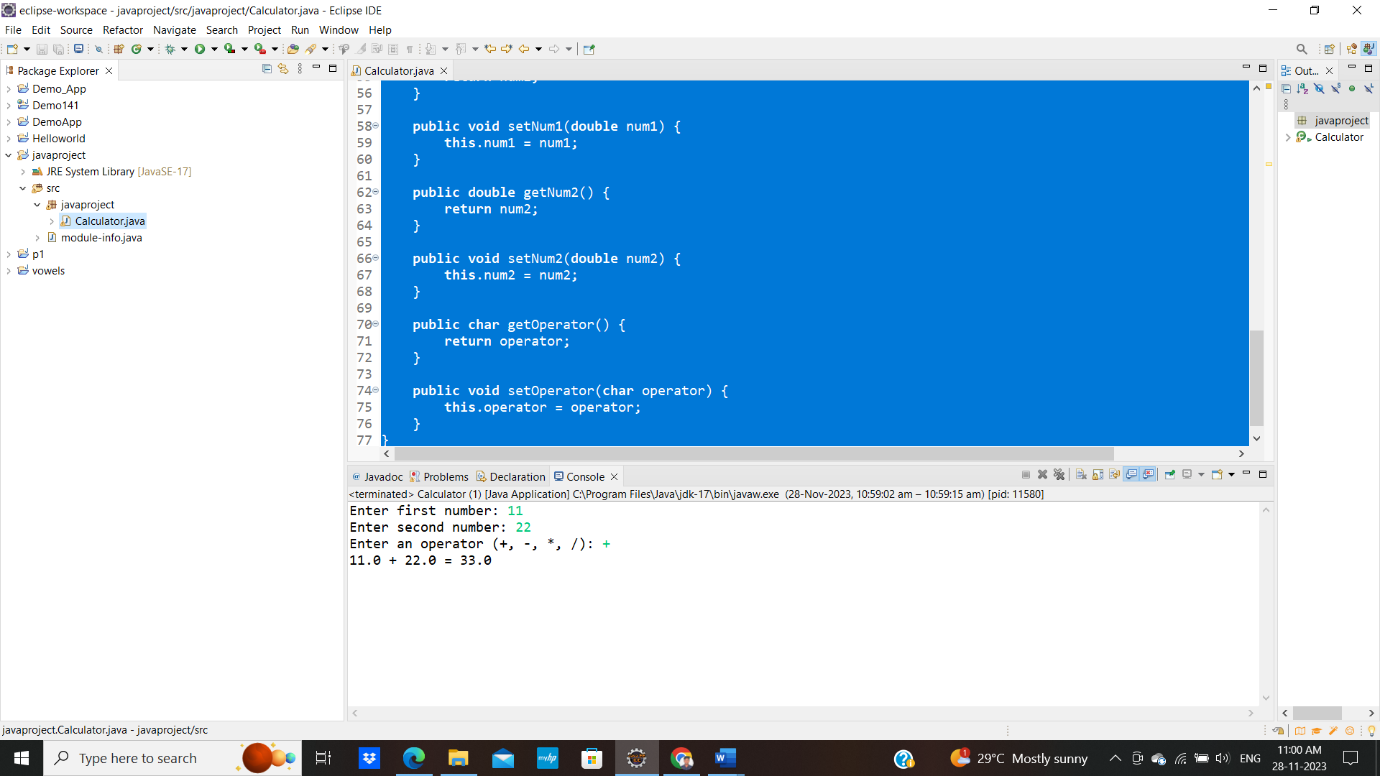 eclipse-workspace - javaproject/src/javaproject/Calculator.java - Eclipse IDE
File Edit Source Refactor Navigate Search Project Run Window Help
Package Explorer
Demo_App
Demo141
DemoApp
Helloworld
javaproject
JRE System Library [JavaSE-17]
src
javaproject
Calculator.java
module-info.java
p1
vowels
Calculator.java
56 }
57
58 public void setNum1(double num1) {
59 this.num1 = num1;
60 }
61
62 public double getNum2() {
63 return num2;
64 }
65
66 public void setNum2(double num2) {
67 this.num2 = num2;
68 }
69
70 public char getOperator() {
71 return operator;
72 }
73
74 public void setOperator(char operator) {
75 this.operator = operator;
76 }
77 }
Out...
javaproject
Calculator
Javadoc Problems Declaration Console
<terminated> Calculator (1) [Java Application] C:\Program Files\Java\jdk-17\bin\javaw.exe (28-Nov-2023, 10:59:02 am – 10:59:15 am) [pid: 11580]
Enter first number: 11
Enter second number: 22
Enter an operator (+, -, *, /): +
11.0 + 22.0 = 33.0
javaproject.Calculator.java - javaproject/src
Type here to search
29°C Mostly sunny
ENG
11:00 AM
28-11-2023